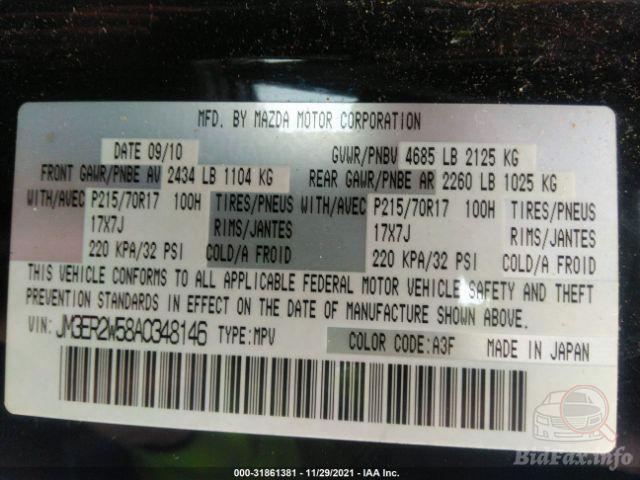 MFD. BY MAZDA MOTOR CORPORATION
DATE 09/10 GVWR/PNBV 4685 LB 2125 KG
FRONT GAWR/PNBE AV 2434 LB 1104 KG REAR GAWR/PNBE AR 2260 LB 1025 KG
WITH/AVEC P215/70R17 100H TIRES/PNEUS WITH/AVEC P215/70R17 100H TIRES/PNEUS
17X7J RIMS/JANTES 17X7J RIMS/JANTES
220 KPA/32 PSI COLD/A FROID 220 KPA/32 PSI COLD/A FROID
THIS VEHICLE CONFORMS TO ALL APPLICABLE FEDERAL MOTOR VEHICLE SAFETY AND THEFT
PREVENTION STANDARDS IN EFFECT ON THE DATE OF MANUFACTURE SHOWN ABOVE.
VIN: JM3ER2W58A0348146 TYPE: MPV COLOR CODE: A3F MADE IN JAPAN
BidFax.info
000-31861381 - 11/29/2021 - IAA Inc.